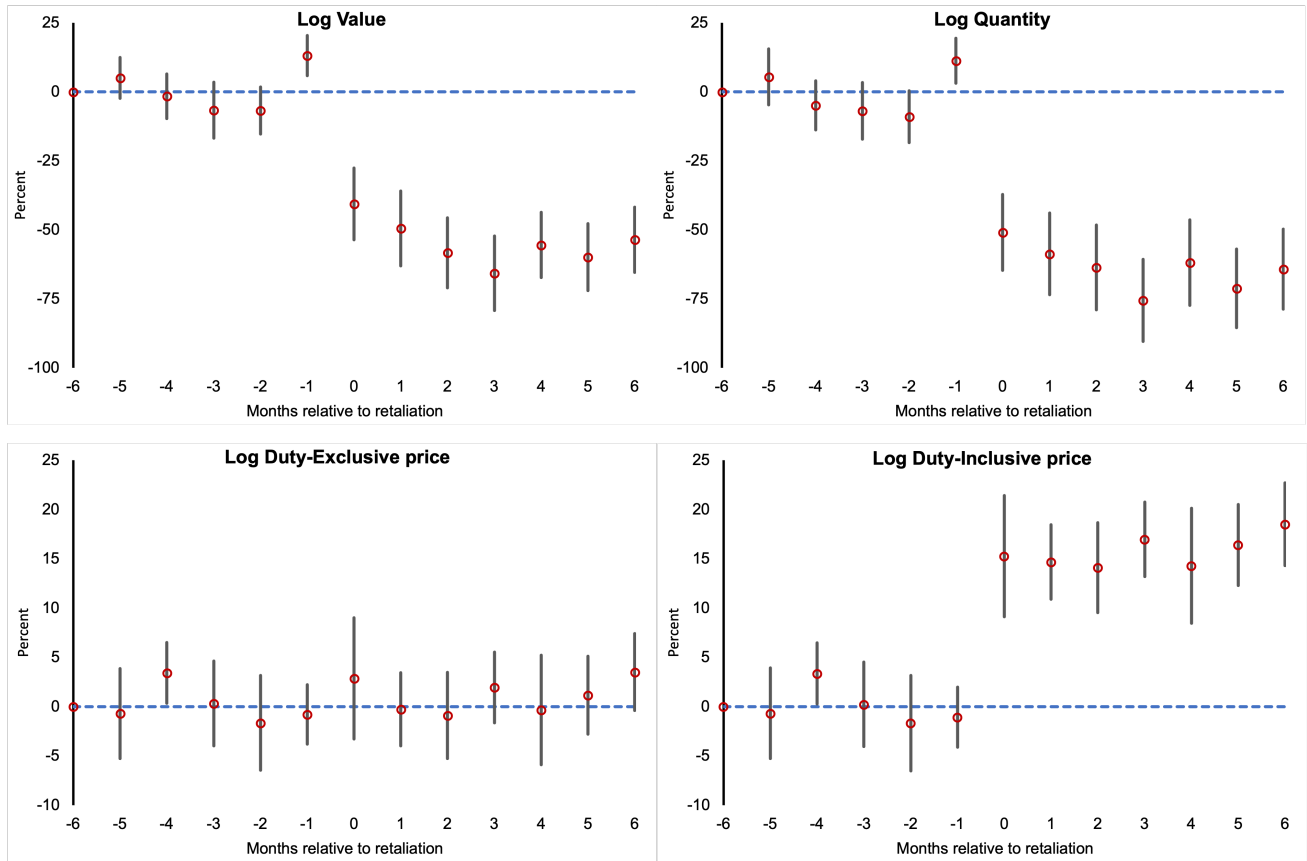 Log Value
25
0
-25
-50
-75
-100
Percent
-6 -5 -4 -3 -2 -1 0 1 2 3 4 5 6
Months relative to retaliation
Log Quantity
25
0
-25
-50
-75
-100
Percent
-6 -5 -4 -3 -2 -1 0 1 2 3 4 5 6
Months relative to retaliation
Log Duty-Exclusive price
25
20
15
10
5
0
-5
-10
Percent
-6 -5 -4 -3 -2 -1 0 1 2 3 4 5 6
Months relative to retaliation
Log Duty-Inclusive price
25
20
15
10
5
0
-5
-10
Percent
-6 -5 -4 -3 -2 -1 0 1 2 3 4 5 6
Months relative to retaliation